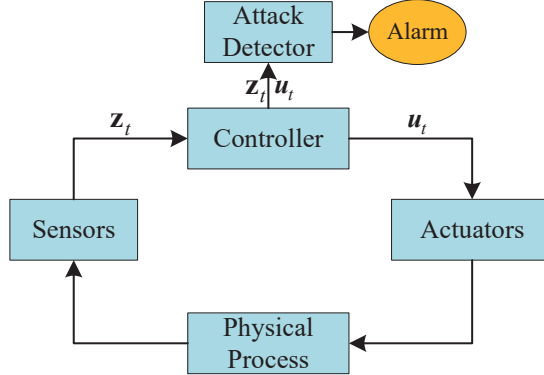 Attack
Detector
Alarm
z_t u_t
z_t
Controller
u_t
Sensors
Actuators
Physical
Process